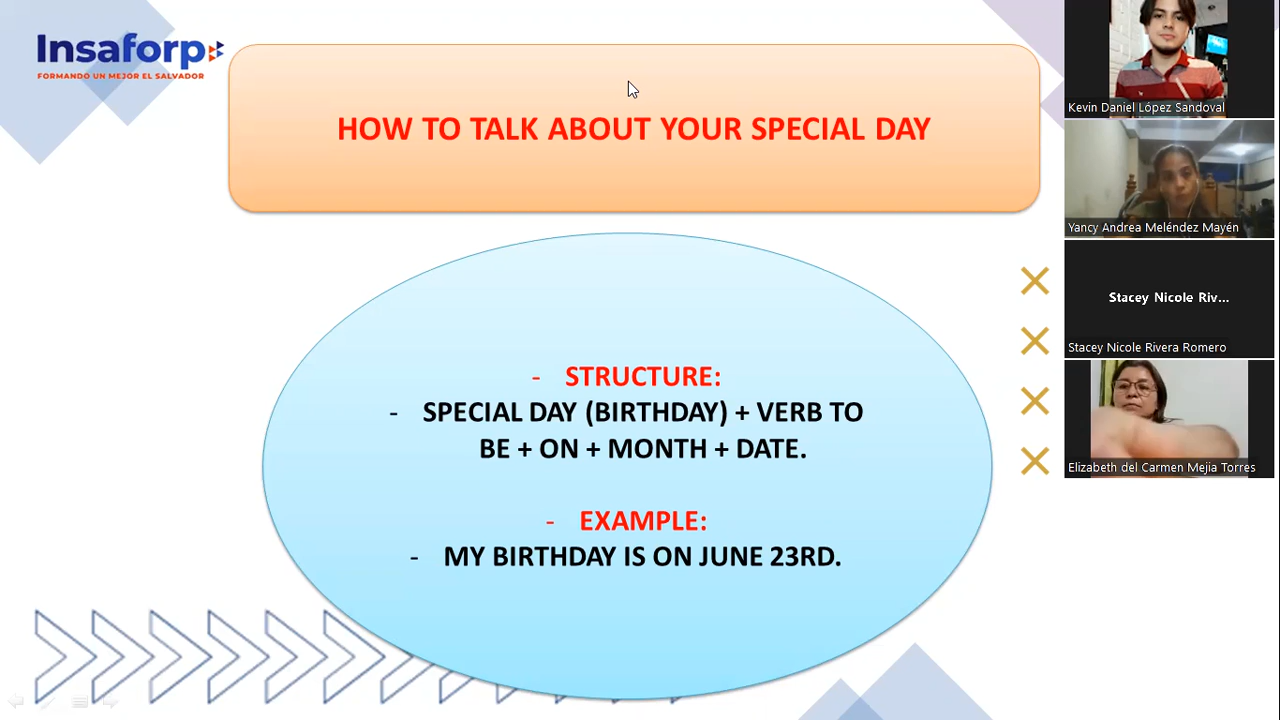 Insaforp
FORMANDO UN MEJOR EL SALVADOR
HOW TO TALK ABOUT YOUR SPECIAL DAY
- STRUCTURE:
- SPECIAL DAY (BIRTHDAY) + VERB TO
BE + ON + MONTH + DATE.
- EXAMPLE:
- MY BIRTHDAY IS ON JUNE 23RD.
Kevin Daniel López Sandoval
Yancy Andrea Meléndez Mayén
Stacey Nicole Riv...
Stacey Nicole Rivera Romero
Elizabeth del Carmen Mejia Torres